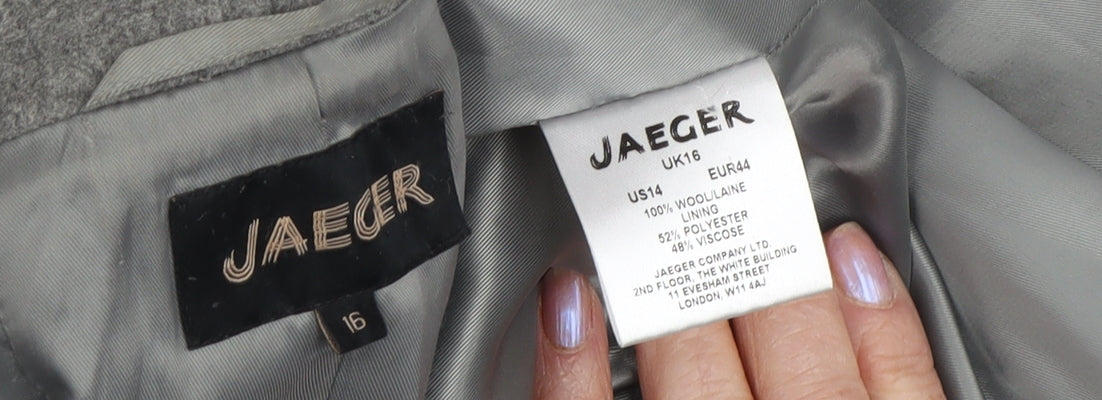 JAEGER
16
JAEGER
UK16
US14 EUR44
100% WOOL/LAINE
LINING
52% POLYESTER
48% VISCOSE
JAEGER COMPANY LTD.
2ND FLOOR, THE WHITE BUILDING
11 EVESHAM STREET
LONDON, W11 4AJ